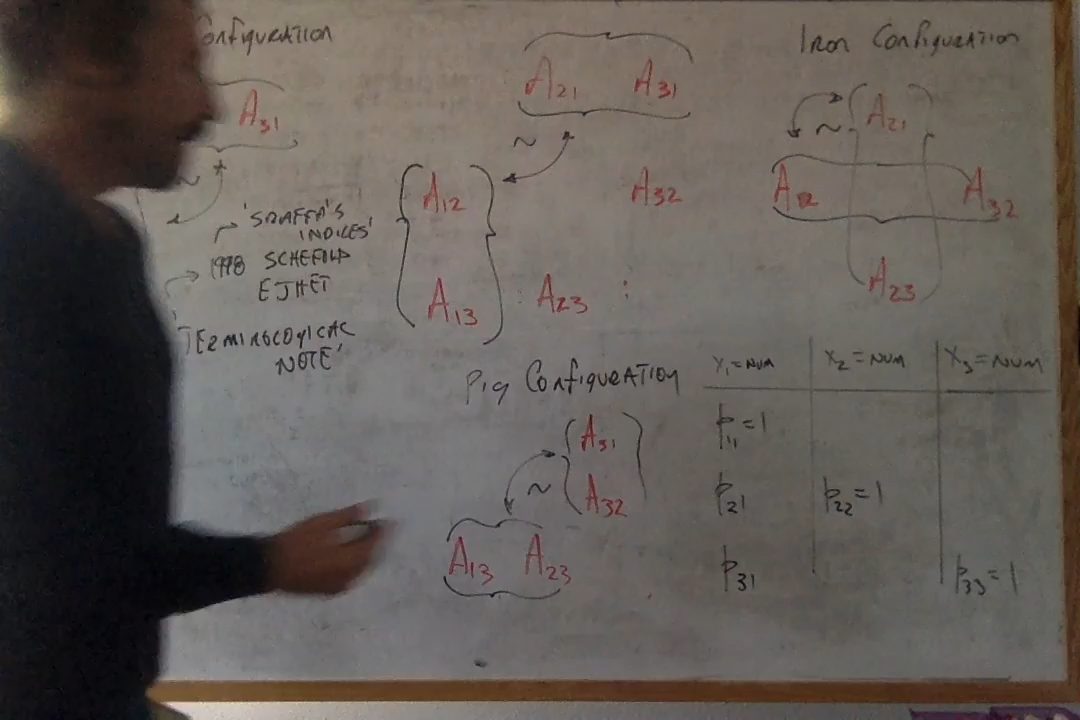 onfiguration
A31
~
'SRAFFA'S
INDICES'
1998 SCHEFOLD
EJHET
'TERMINOLOGICAL
NOTE'
A21 A31
~
A12 A32
A13 A23 :
Iron Configuration
A21
~
A12 A32
A23
Pig Configuration
A31
~ A32
A13 A23
X1=NUM X2=NUM X3=NUM
p11=1
p21 p22=1
p31 p33=1